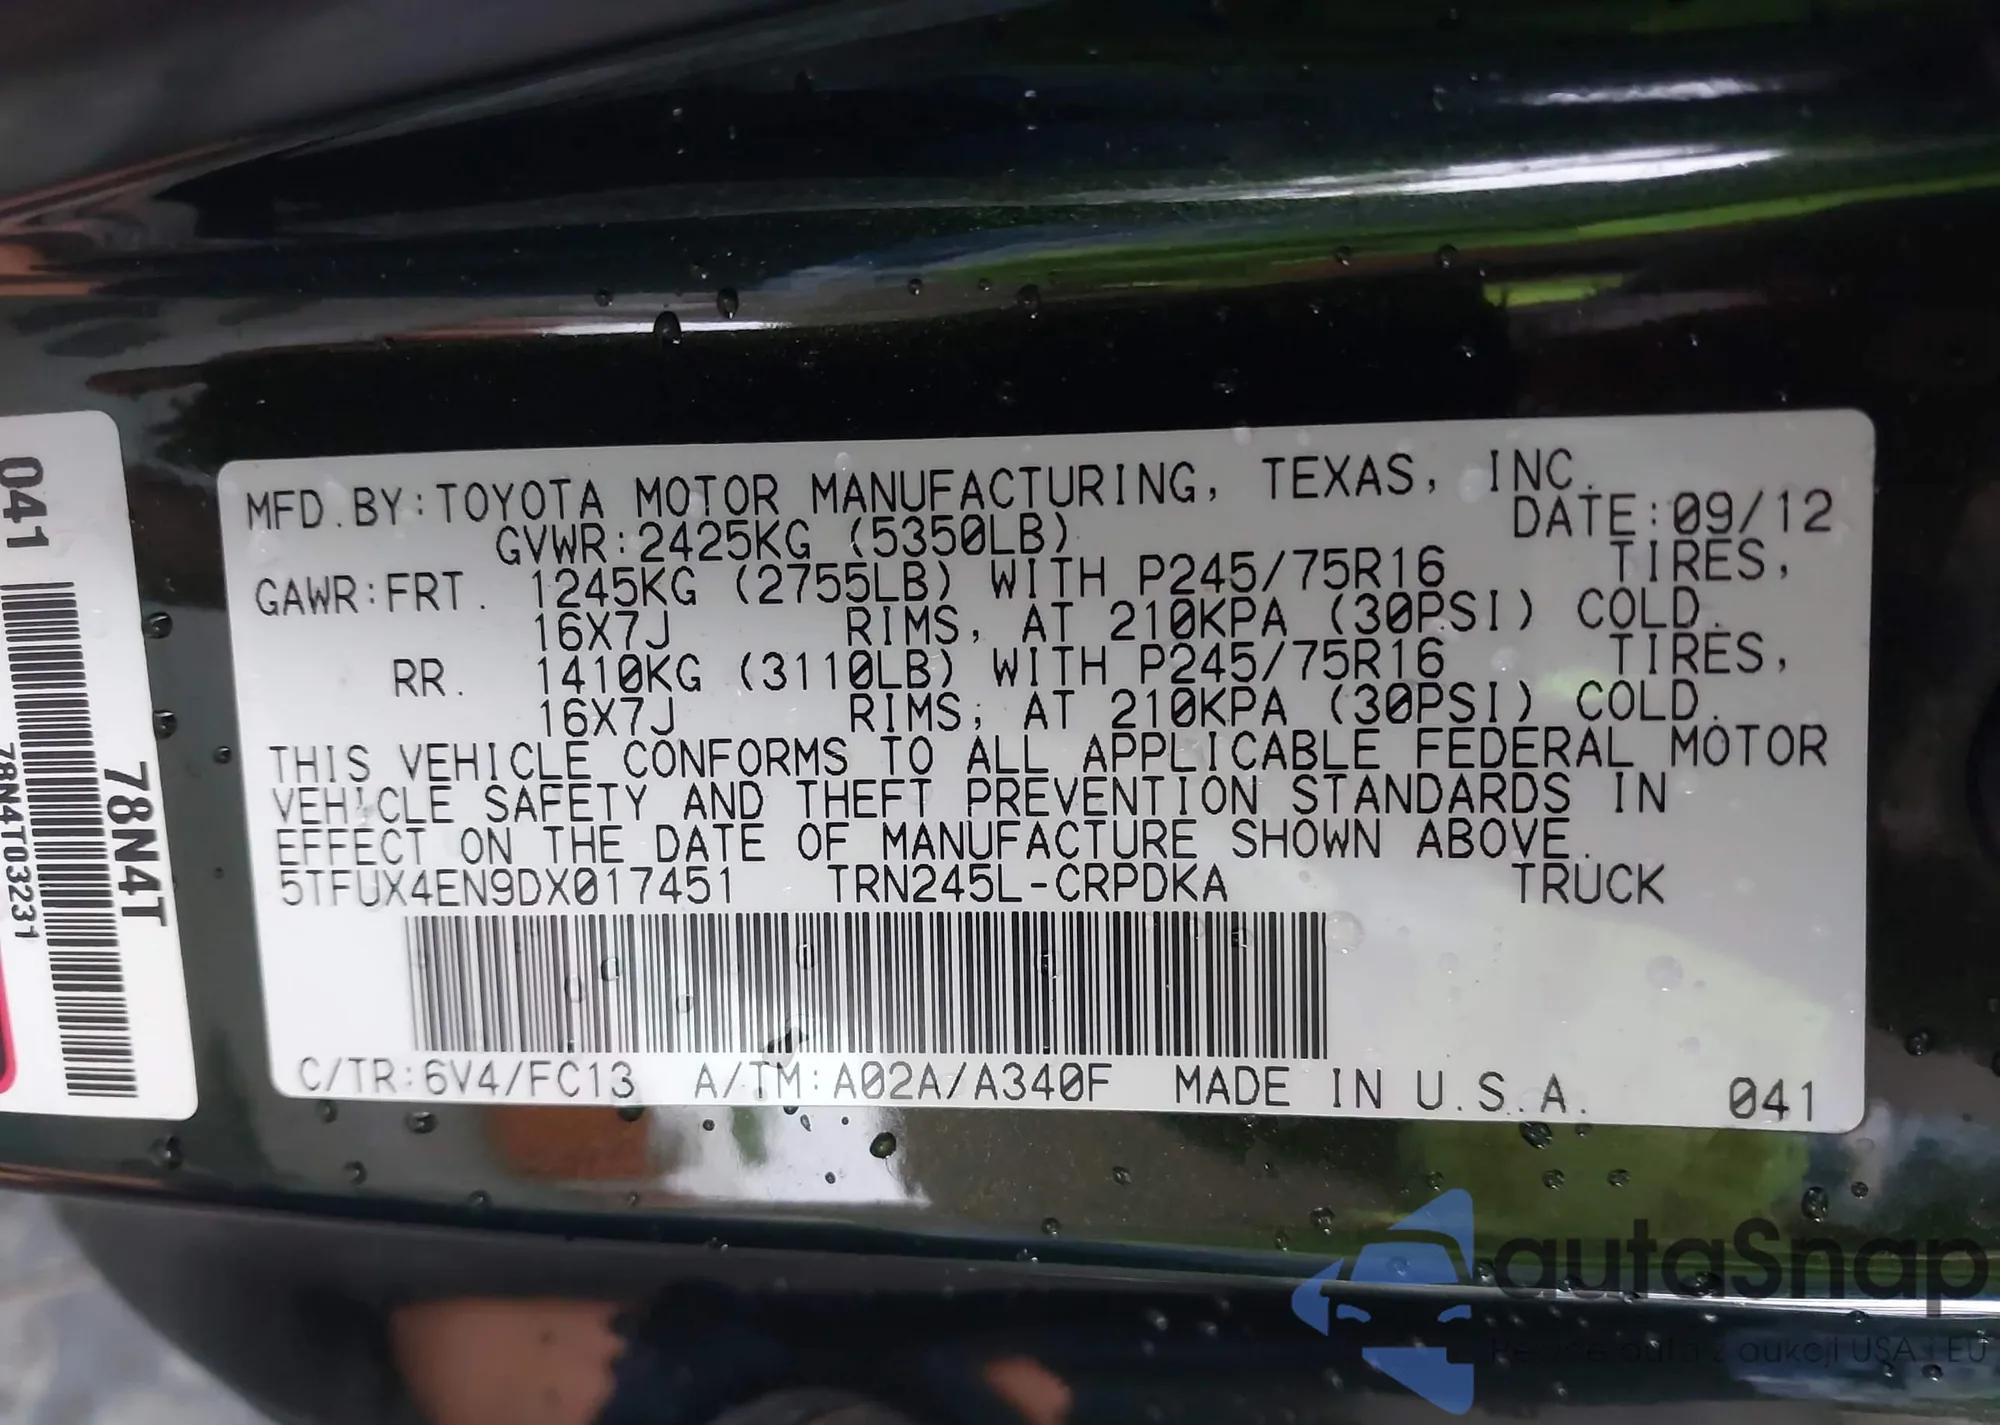 MFD.BY:TOYOTA MOTOR MANUFACTURING, TEXAS, INC.
GVWR:2425KG (5350LB) DATE:09/12
GAWR:FRT. 1245KG (2755LB) WITH P245/75R16 TIRES,
16X7J RIMS, AT 210KPA (30PSI) COLD.
RR. 1410KG (3110LB) WITH P245/75R16 TIRES,
16X7J RIMS, AT 210KPA (30PSI) COLD.
THIS VEHICLE CONFORMS TO ALL APPLICABLE FEDERAL MOTOR
VEHICLE SAFETY AND THEFT PREVENTION STANDARDS IN
EFFECT ON THE DATE OF MANUFACTURE SHOWN ABOVE.
5TFUX4EN9DX017451 TRN245L-CRPDKA TRUCK
C/TR:6V4/FC13 A/TM:A02A/A340F MADE IN U.S.A. 041
041
78N4T
78N4T03231
autaSnap
aukcji USA i EU